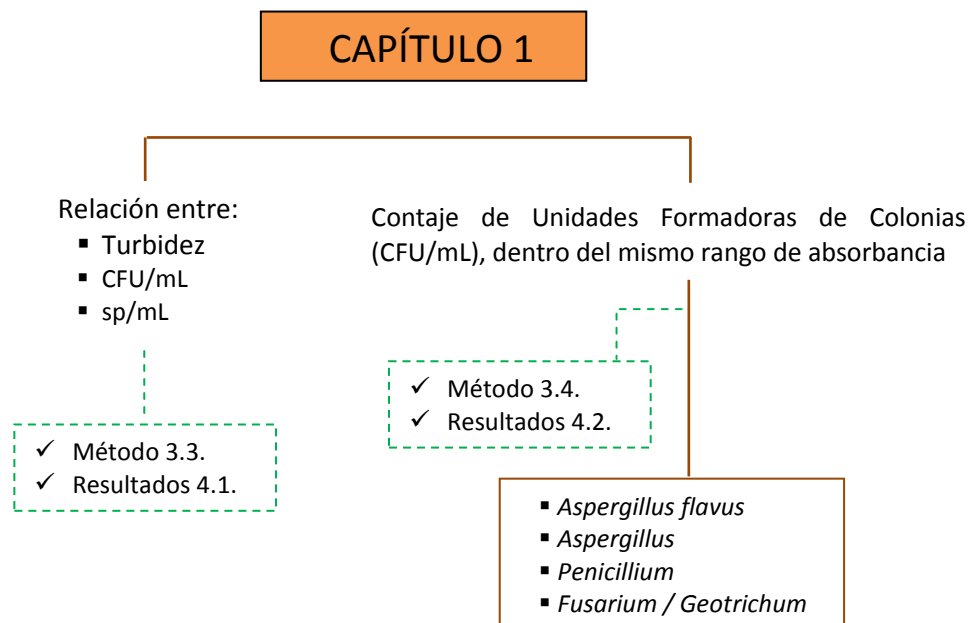 CAPÍTULO 1
Relación entre:
▪ Turbidez
▪ CFU/mL
▪ sp/mL
✓ Método 3.3.
✓ Resultados 4.1.
Contaje de Unidades Formadoras de Colonias
(CFU/mL), dentro del mismo rango de absorbancia
✓ Método 3.4.
✓ Resultados 4.2.
▪ Aspergillus flavus
▪ Aspergillus
▪ Penicillium
▪ Fusarium / Geotrichum